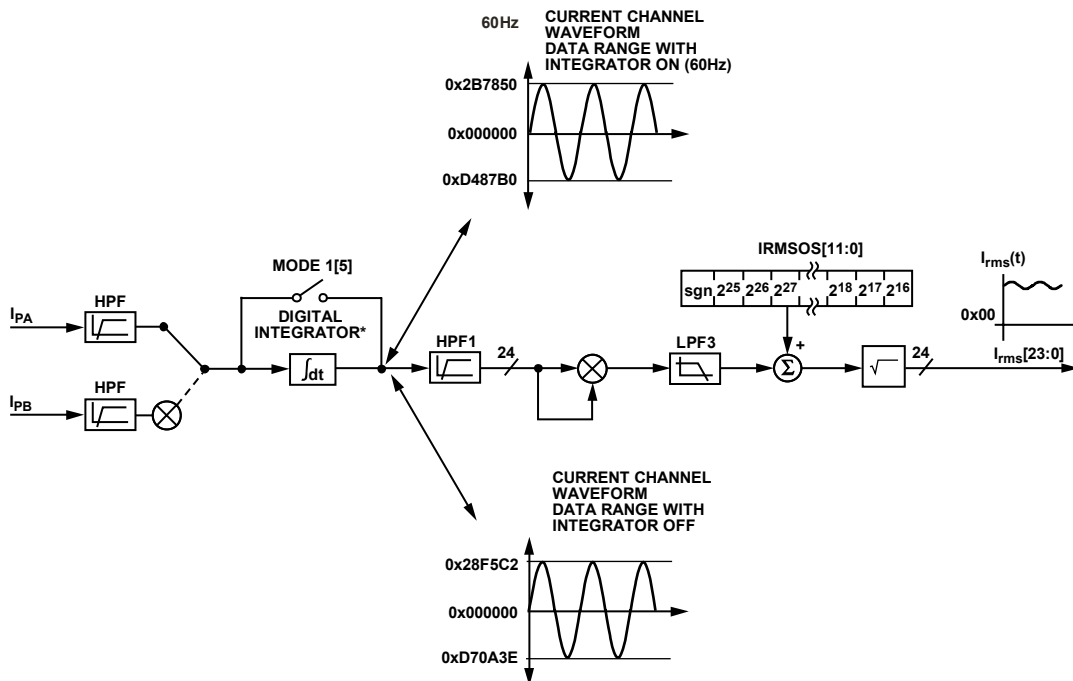 60Hz
CURRENT CHANNEL
WAVEFORM
DATA RANGE WITH
INTEGRATOR ON (60Hz)
0x2B7850
0x000000
0xD487B0
IRMSOS[11:0]
sgn 2²⁵ 2²⁶ 2²⁷ 2¹⁸ 2¹⁷ 2¹⁶
Irms(t)
0x00
MODE 1[5]
DIGITAL
INTEGRATOR*
∫dt
IPA
HPF
IPB
HPF
HPF1
24
LPF3
+
Σ
√
24
Irms[23:0]
CURRENT CHANNEL
WAVEFORM
DATA RANGE WITH
INTEGRATOR OFF
0x28F5C2
0x000000
0xD70A3E